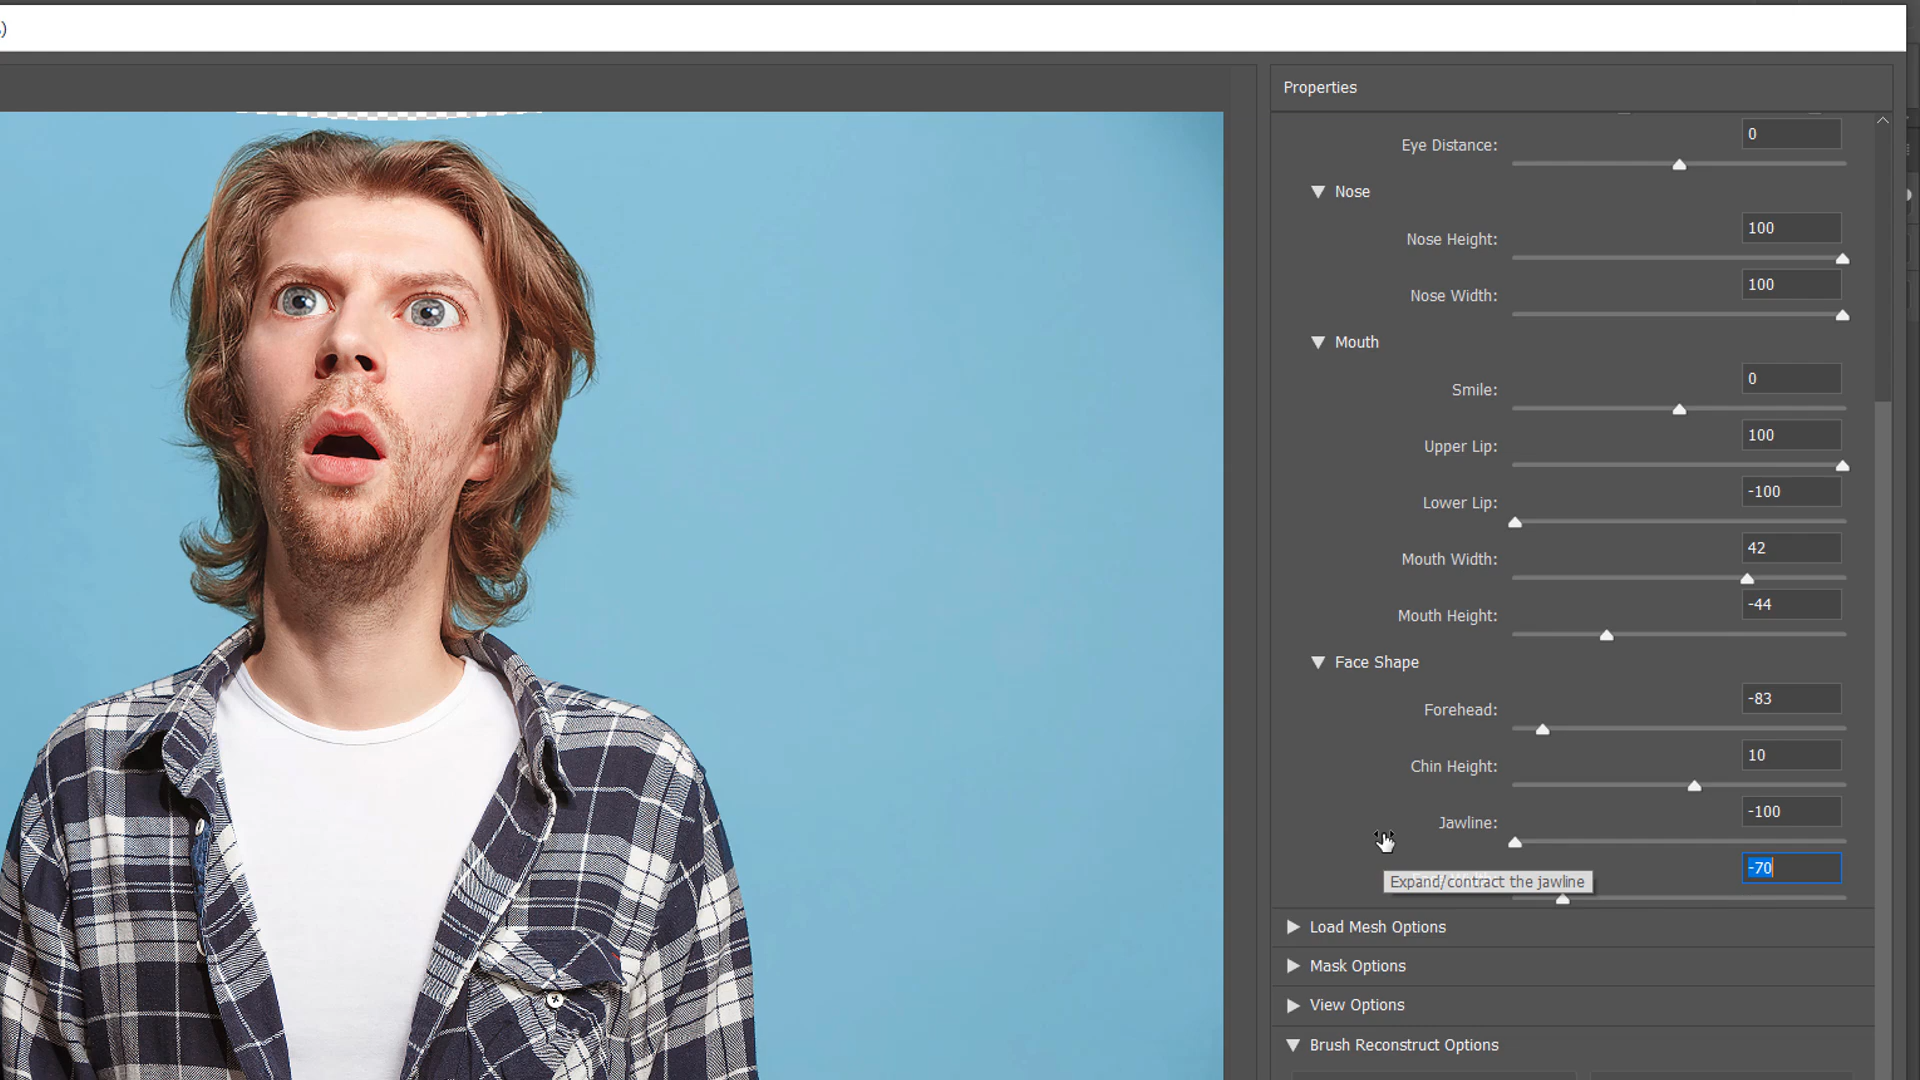 )
Properties
Eye Distance:
0
Nose
Nose Height:
100
Nose Width:
100
Mouth
Smile:
0
Upper Lip:
100
Lower Lip:
-100
Mouth Width:
42
Mouth Height:
-44
Face Shape
Forehead:
-83
Chin Height:
10
Jawline:
-100
-70
Expand/contract the jawline
Load Mesh Options
Mask Options
View Options
Brush Reconstruct Options